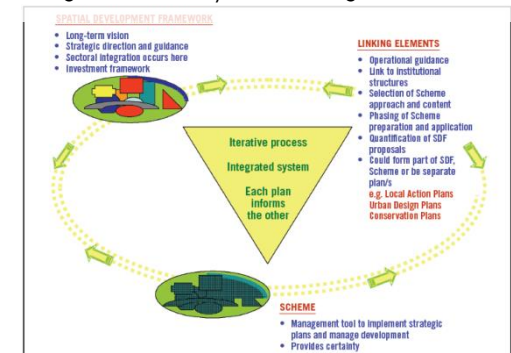 SPATIAL DEVELOPMENT FRAMEWORK
• Long-term vision
• Strategic direction and guidance
• Sectoral integration occurs here
• Investment framework
LINKING ELEMENTS
• Operational guidance
• Link to institutional
structures
• Selection of Scheme
approach and content
• Phasing of Scheme
preparation and application
• Quantification of SDF
proposals
• Could form part of SDF,
Scheme or be separate
plan/s
e.g. Local Action Plans
Urban Design Plans
Conservation Plans
Iterative process
Integrated system
Each plan
informs
the other
SCHEME
• Management tool to implement strategic
plans and manage development
• Provides certainty